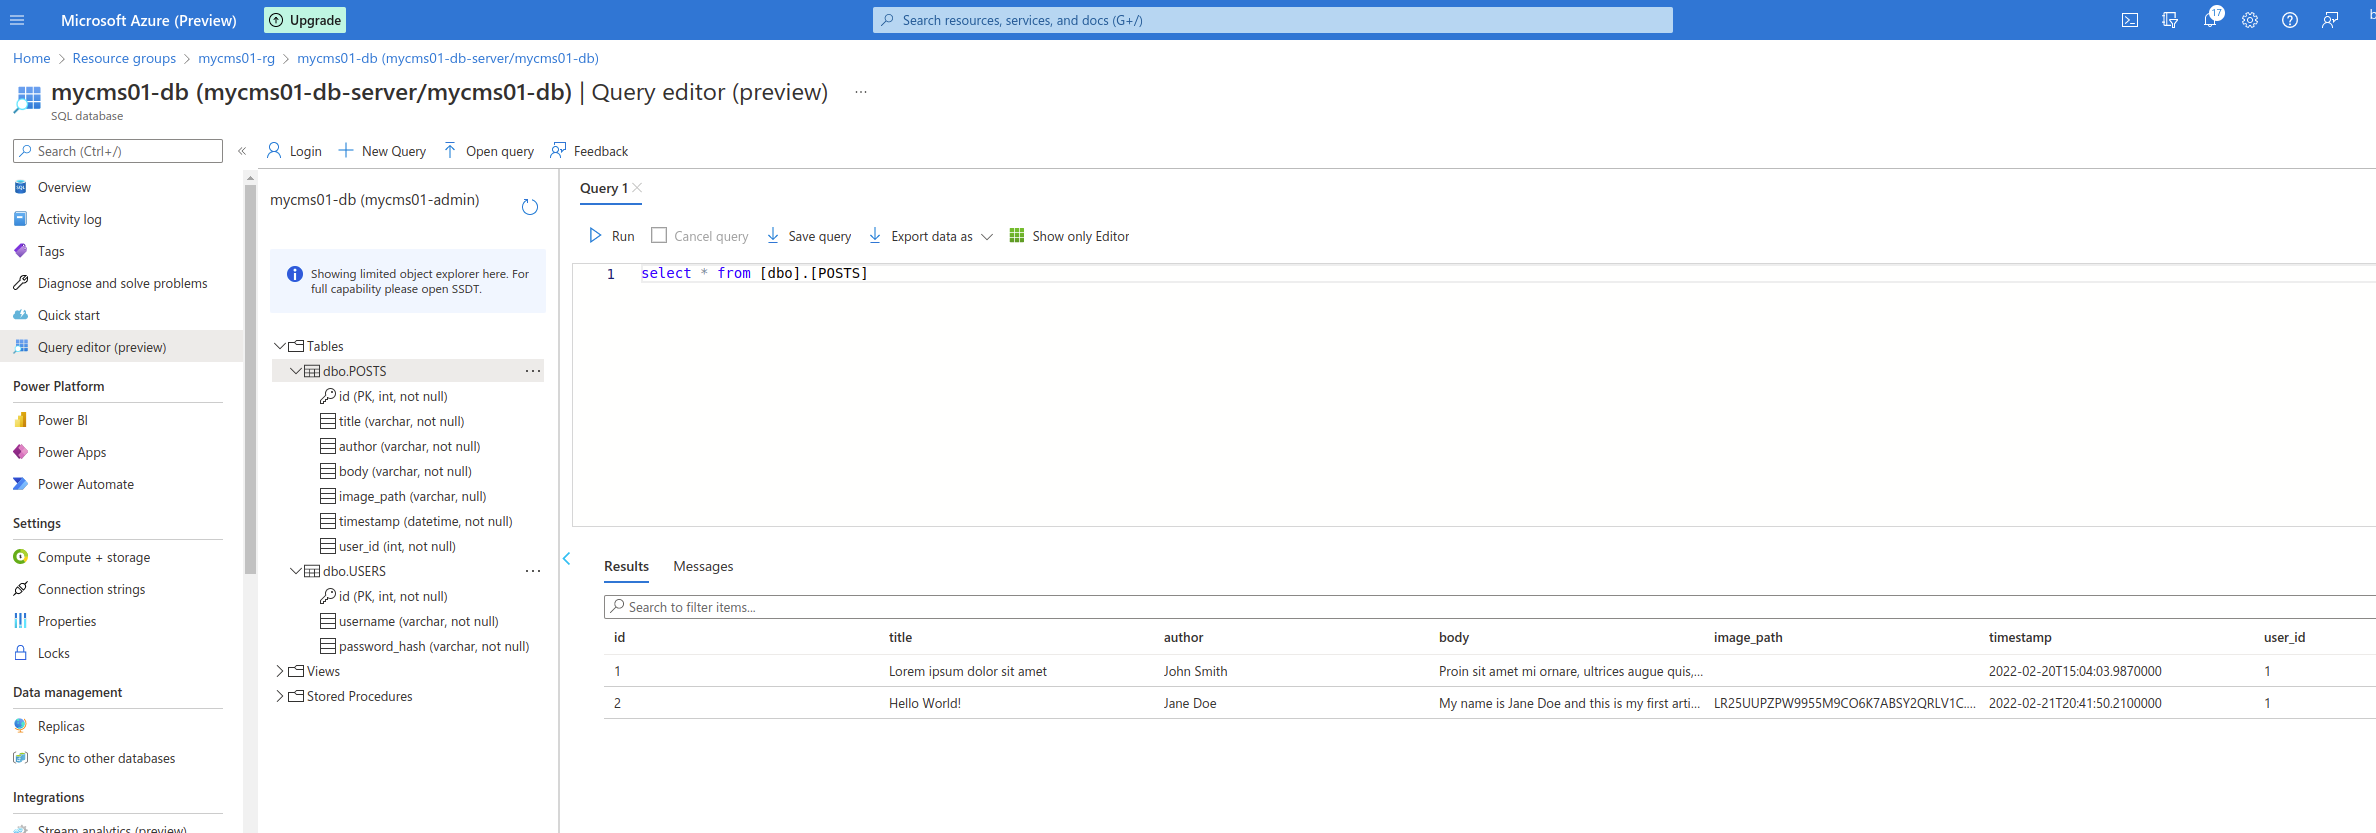 Microsoft Azure (Preview)
Upgrade
Search resources, services, and docs (G+/)
17
Home > Resource groups > mycms01-rg > mycms01-db (mycms01-db-server/mycms01-db)
mycms01-db (mycms01-db-server/mycms01-db) | Query editor (preview) ...
SQL database
Search (Ctrl+/)
«
Overview
Activity log
Tags
Diagnose and solve problems
Quick start
Query editor (preview)
Power Platform
Power BI
Power Apps
Power Automate
Settings
Compute + storage
Connection strings
Properties
Locks
Data management
Replicas
Sync to other databases
Integrations
Stream analytics (preview)
Login
New Query
Open query
Feedback
mycms01-db (mycms01-admin)
Showing limited object explorer here. For
full capability please open SSDT.
Tables
dbo.POSTS ...
id (PK, int, not null)
title (varchar, not null)
author (varchar, not null)
body (varchar, not null)
image_path (varchar, null)
timestamp (datetime, not null)
user_id (int, not null)
dbo.USERS ...
id (PK, int, not null)
username (varchar, not null)
password_hash (varchar, not null)
Views
Stored Procedures
Query 1
Run
Cancel query
Save query
Export data as
Show only Editor
1 select * from [dbo].[POSTS]
Results Messages
Search to filter items...
id title author body image_path timestamp user_id
1 Lorem ipsum dolor sit amet John Smith Proin sit amet mi ornare, ultrices augue quis,... 2022-02-20T15:04:03.9870000 1
2 Hello World! Jane Doe My name is Jane Doe and this is my first arti... LR25UUPZPW9955M9CO6K7ABSY2QRLV1C.... 2022-02-21T20:41:50.2100000 1